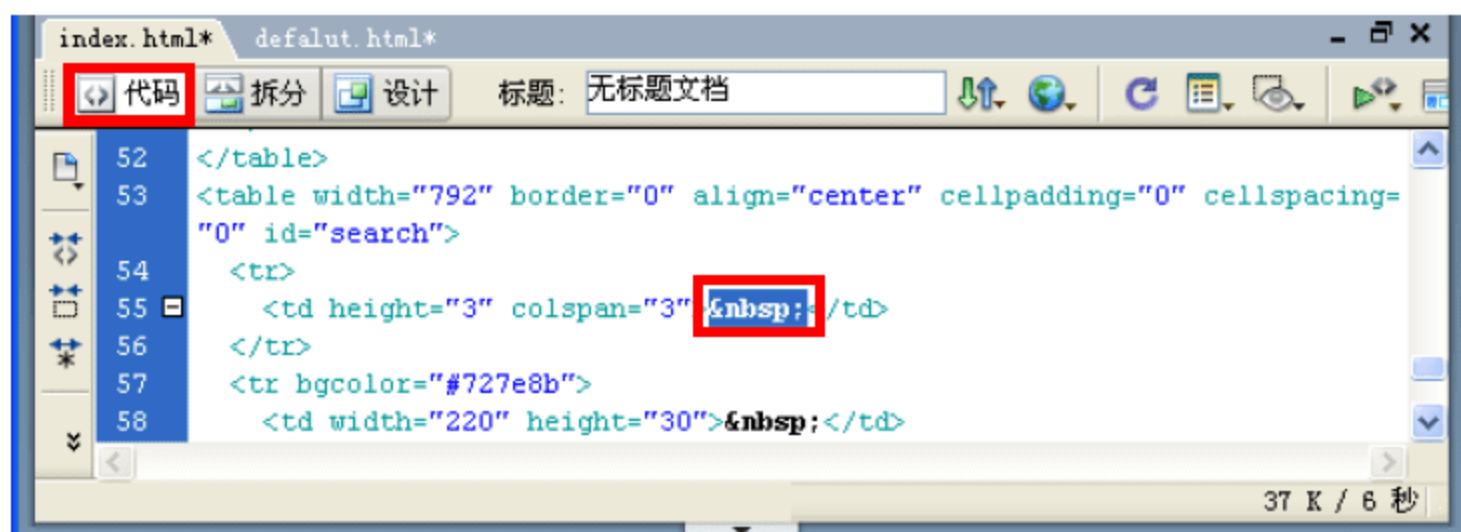 index.html* defalut.html*
代码 拆分 设计 标题: 无标题文档
52 </table>
53 <table width="792" border="0" align="center" cellpadding="0" cellspacing=
"0" id="search">
54 <tr>
55 <td height="3" colspan="3">&nbsp;</td>
56 </tr>
57 <tr bgcolor="#727e8b">
58 <td width="220" height="30">&nbsp;</td>
37 K / 6 秒